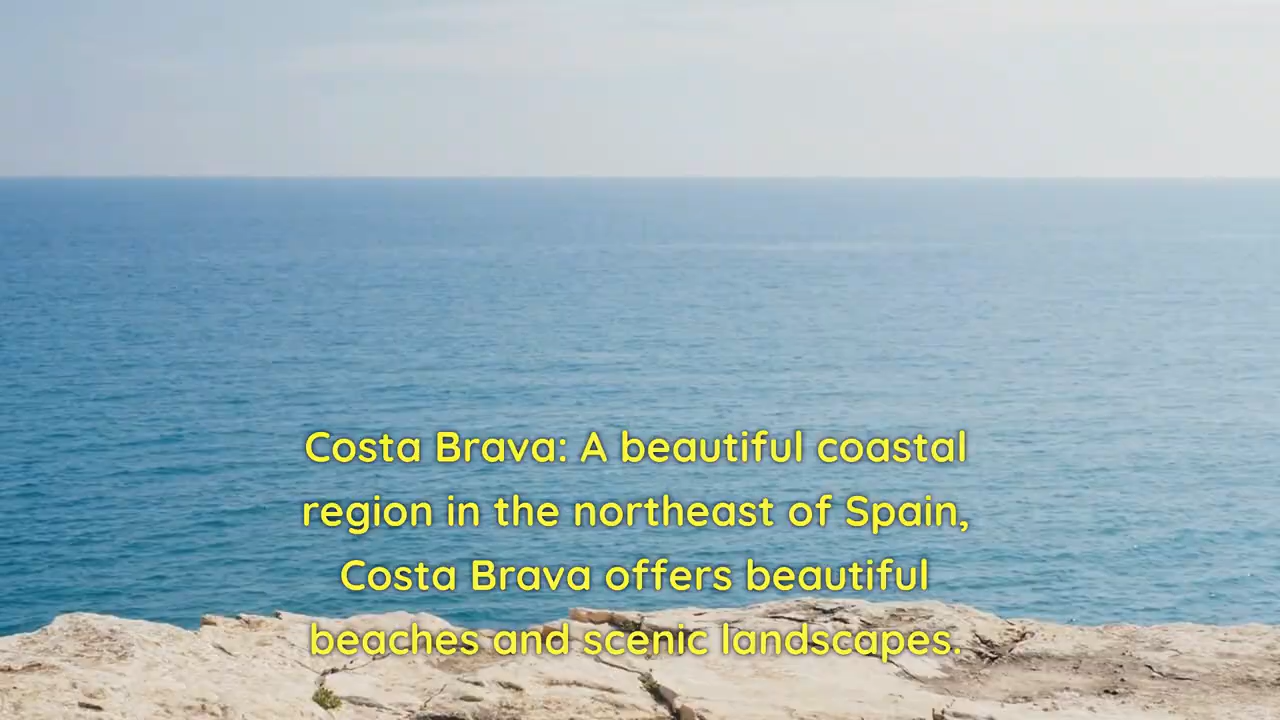 Costa Brava: A beautiful coastal
region in the northeast of Spain,
Costa Brava offers beautiful
beaches and scenic landscapes.